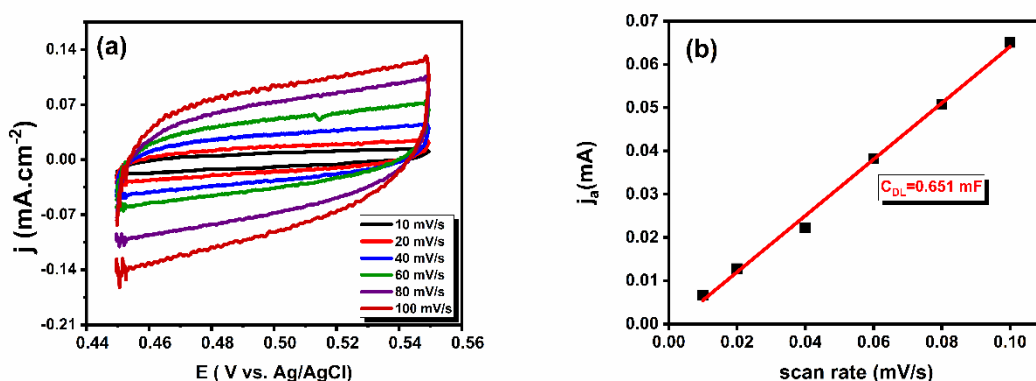 (a)
0.14
0.07
0.00
-0.07
-0.14
-0.21
j (mA.cm-2)
0.44
0.46
0.48
0.50
0.52
0.54
0.56
E ( V vs. Ag/AgCl)
10 mV/s
20 mV/s
40 mV/s
60 mV/s
80 mV/s
100 mV/s
(b)
0.07
0.06
0.05
0.04
0.03
0.02
0.01
0.00
ja(mA)
CDL=0.651 mF
0.00
0.02
0.04
0.06
0.08
0.10
scan rate (mV/s)